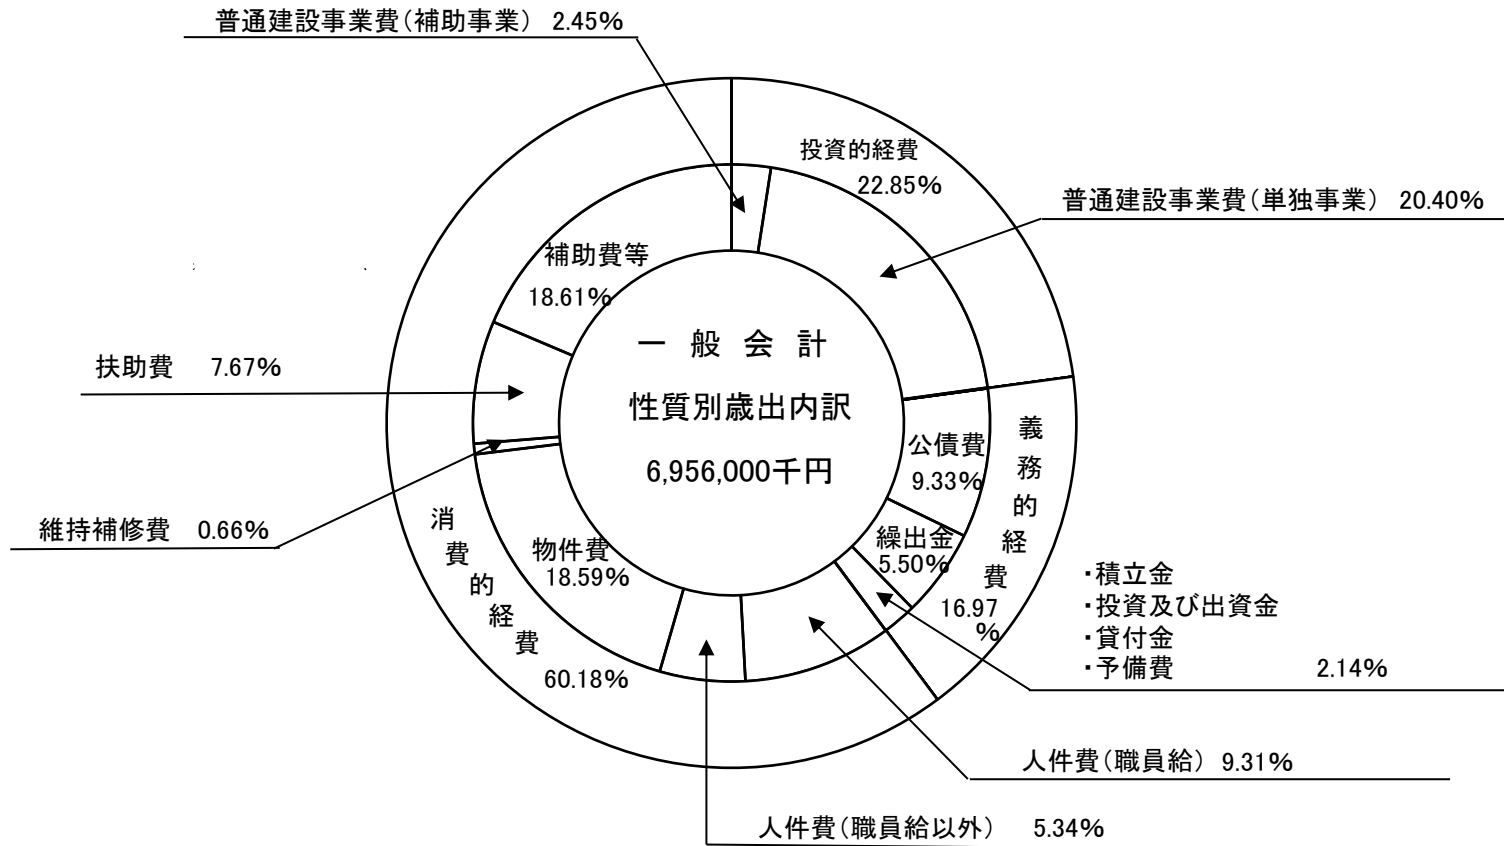 普通建設事業費（補助事業） 2.45%
投資的経費
22.85%
普通建設事業費（単独事業） 20.40%
補助費等
18.61%
一 般 会 計
性質別歳出内訳
6,956,000千円
扶助費 7.67%
公債費
9.33%
義務的経費
16.97
%
繰出金
5.50%
維持補修費 0.66%
消費的経費
60.18%
物件費
18.59%
・積立金
・投資及び出資金
・貸付金
・予備費 2.14%
人件費（職員給） 9.31%
人件費（職員給以外） 5.34%